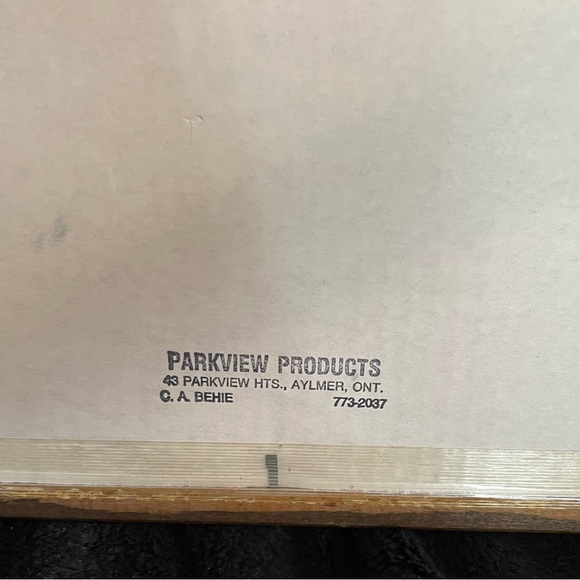 PARKVIEW PRODUCTS
43 PARKVIEW HTS., AYLMER, ONT.
C. A. BEHIE 773-2037